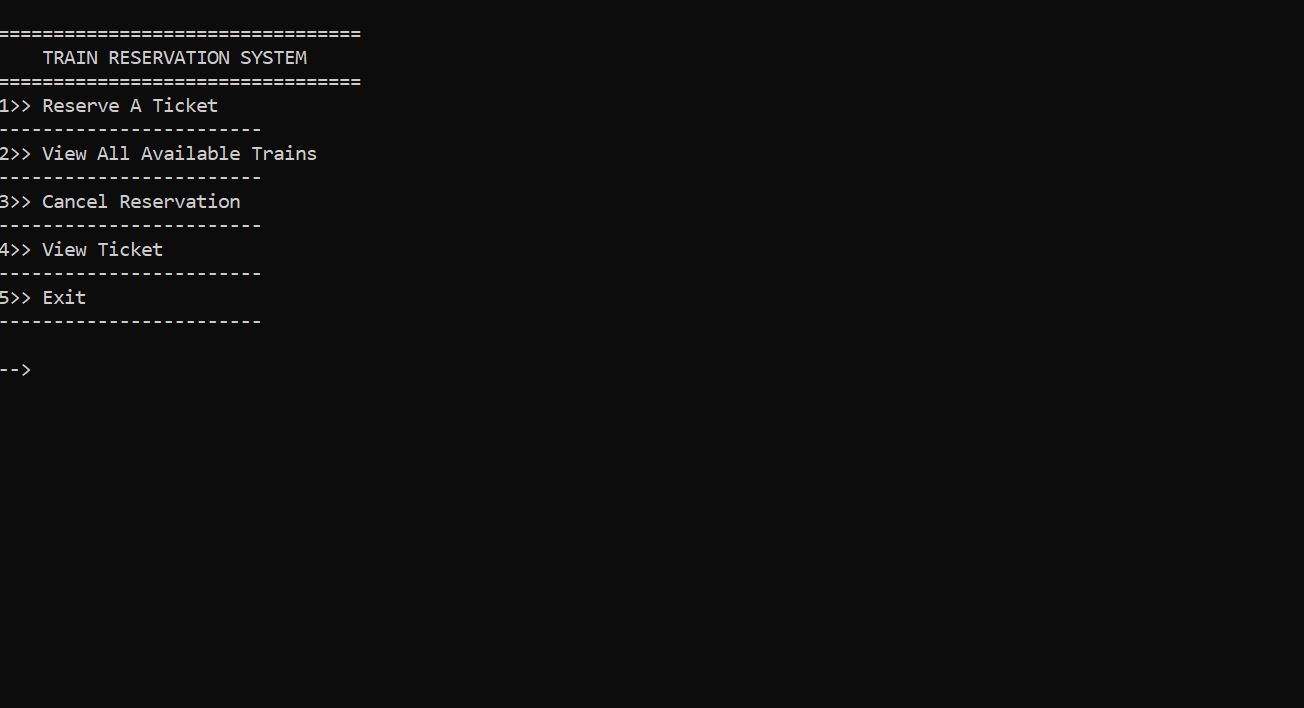 =================================
    TRAIN RESERVATION SYSTEM
=================================
1>> Reserve A Ticket
------------------------
2>> View All Available Trains
------------------------
3>> Cancel Reservation
------------------------
4>> View Ticket
------------------------
5>> Exit
------------------------

-->